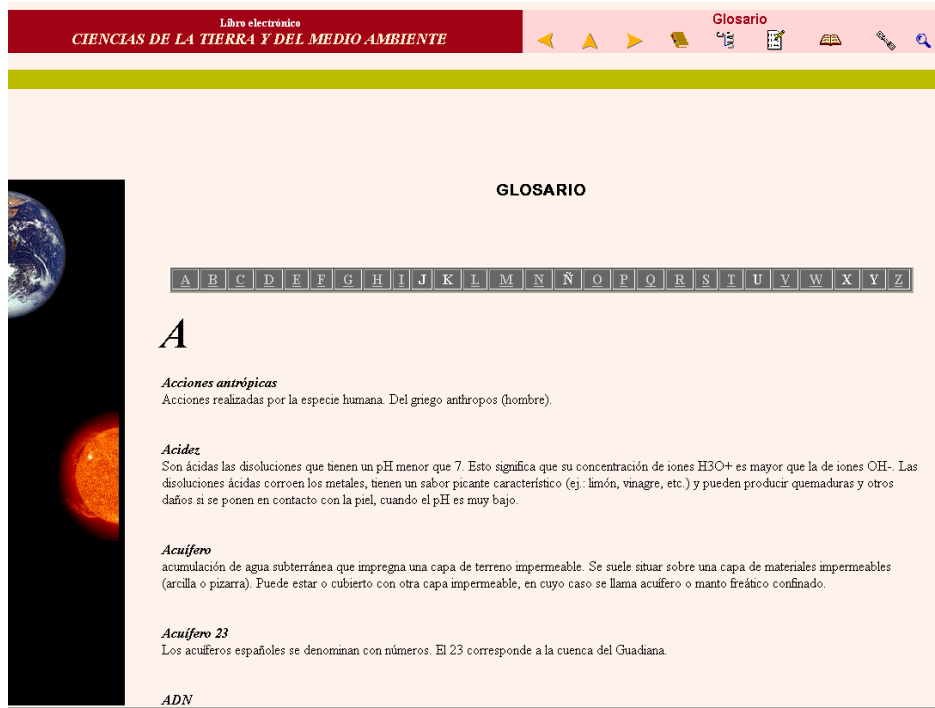 Libro electrónico
CIENCIAS DE LA TIERRA Y DEL MEDIO AMBIENTE
Glosario
GLOSARIO
A B C D E F G H I J K L M N Ñ O P Q R S T U V W X Y Z
A
Acciones antrópicas
Acciones realizadas por la especie humana. Del griego anthropos (hombre).
Acidez
Son ácidas las disoluciones que tienen un pH menor que 7. Esto significa que su concentración de iones H3O+ es mayor que la de iones OH-. Las
disoluciones ácidas corroen los metales, tienen un sabor picante característico (ej.: limón, vinagre, etc.) y pueden producir quemaduras y otros
daños si se ponen en contacto con la piel, cuando el pH es muy bajo.
Acuífero
acumulación de agua subterránea que impregna una capa de terreno impermeable. Se suele situar sobre una capa de materiales impermeables
(arcilla o pizarra). Puede estar o cubierto con otra capa impermeable, en cuyo caso se llama acuífero o manto freático confinado.
Acuífero 23
Los acuíferos españoles se denominan con números. El 23 corresponde a la cuenca del Guadiana.
ADN